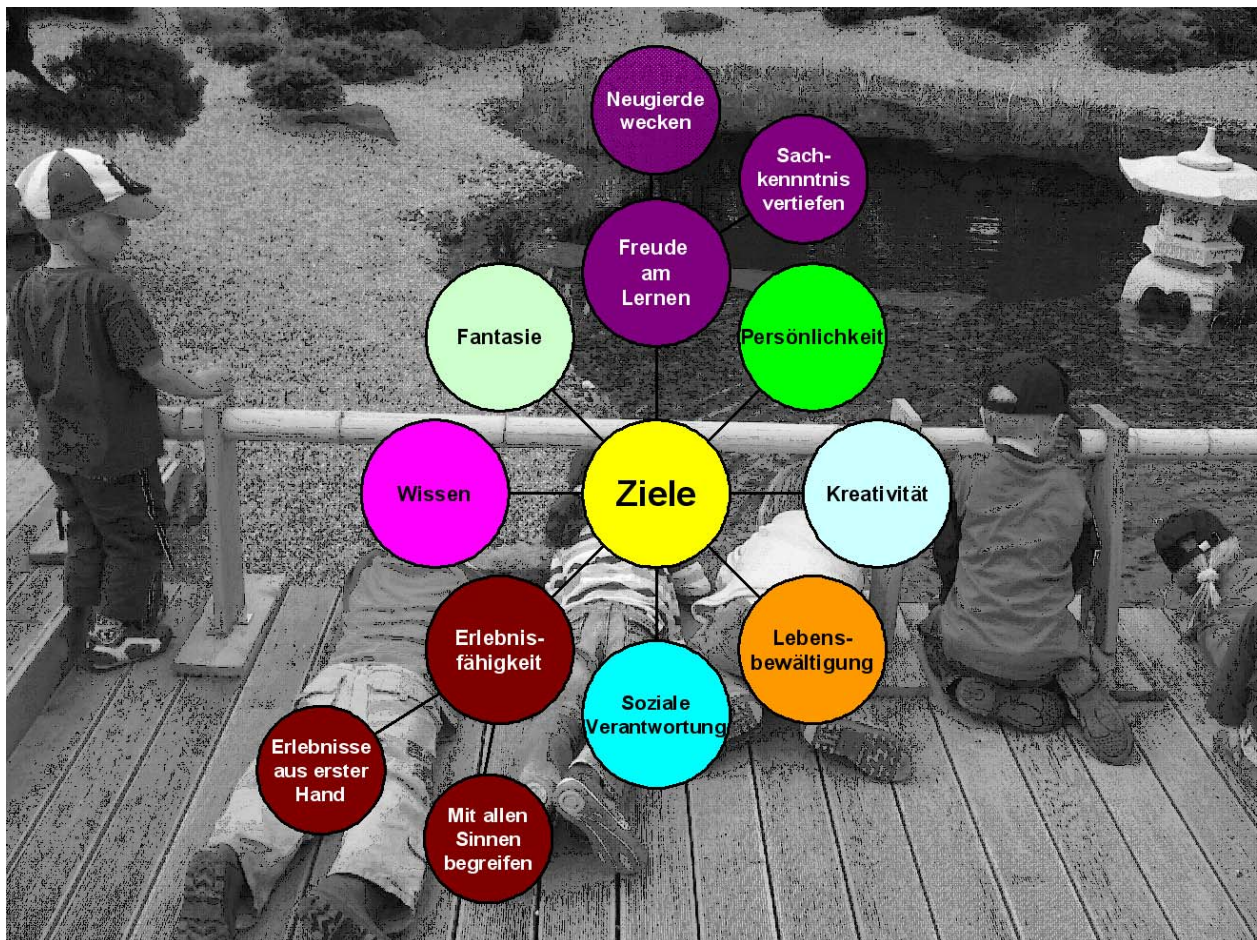 Neugierde
wecken
Sach-
kennntnis
vertiefen
Freude
am
Lernen
Fantasie
Persönlichkeit
Wissen
Ziele
Kreativität
Erlebnis-
fähigkeit
Lebens-
bewältigung
Soziale
Verantwortung
Erlebnisse
aus erster
Hand
Mit allen
Sinnen
begreifen